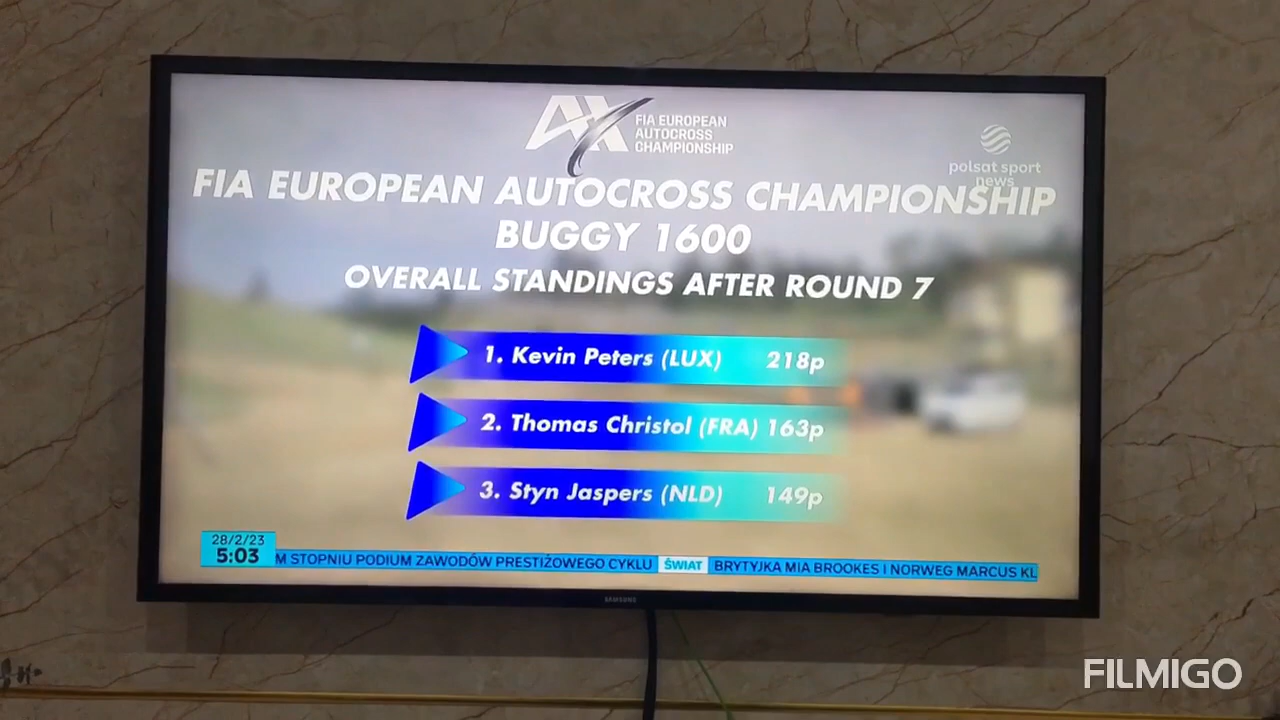 AX FIA EUROPEAN
AUTOCROSS
CHAMPIONSHIP
polsat sport
news
FIA EUROPEAN AUTOCROSS CHAMPIONSHIP
BUGGY 1600
OVERALL STANDINGS AFTER ROUND 7
1. Kevin Peters (LUX) 218p
2. Thomas Christol (FRA) 163p
3. Styn Jaspers (NLD) 149p
28/2/23
5:03
M STOPNIU PODIUM ZAWODÓW PRESTIŻOWEGO CYKLU ŚWIAT BRYTYJKA MIA BROOKES I NORWEG MARCUS KL
SAMSUNG
FILMIGO